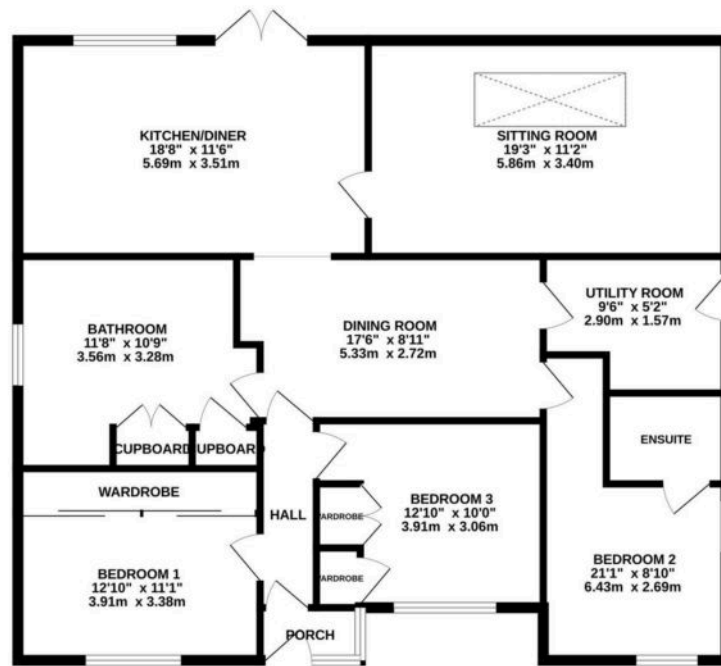 KITCHEN/DINER
18'8" x 11'6"
5.69m x 3.51m
SITTING ROOM
19'3" x 11'2"
5.86m x 3.40m
BATHROOM
11'8" x 10'9"
3.56m x 3.28m
DINING ROOM
17'6" x 8'11"
5.33m x 2.72m
UTILITY ROOM
9'6" x 5'2"
2.90m x 1.57m
CUPBOARD
UPBOARD
ENSUITE
WARDROBE
HALL
BEDROOM 3
12'10" x 10'0"
3.91m x 3.06m
WARDROBE
WARDROBE
BEDROOM 1
12'10" x 11'1"
3.91m x 3.38m
BEDROOM 2
21'1" x 8'10"
6.43m x 2.69m
PORCH